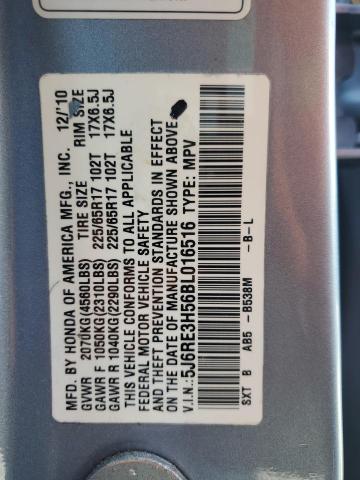 MFD. BY HONDA OF AMERICA MFG., INC. 12/'10
GVWR 2070KG(4560LBS) TIRE SIZE RIM SIZE
GAWR F 1050KG(2310LBS) 225/65R17 102T 17X6.5J
GAWR R 1040KG(2290LBS) 225/65R17 102T 17X6.5J
THIS VEHICLE CONFORMS TO ALL APPLICABLE
FEDERAL MOTOR VEHICLE SAFETY
AND THEFT PREVENTION STANDARDS IN EFFECT
ON THE DATE OF MANUFACTURE SHOWN ABOVE.
V.I.N.: 5J6RE3H56BL016516 TYPE: MPV
SXT B AB5 -B538M -B-L